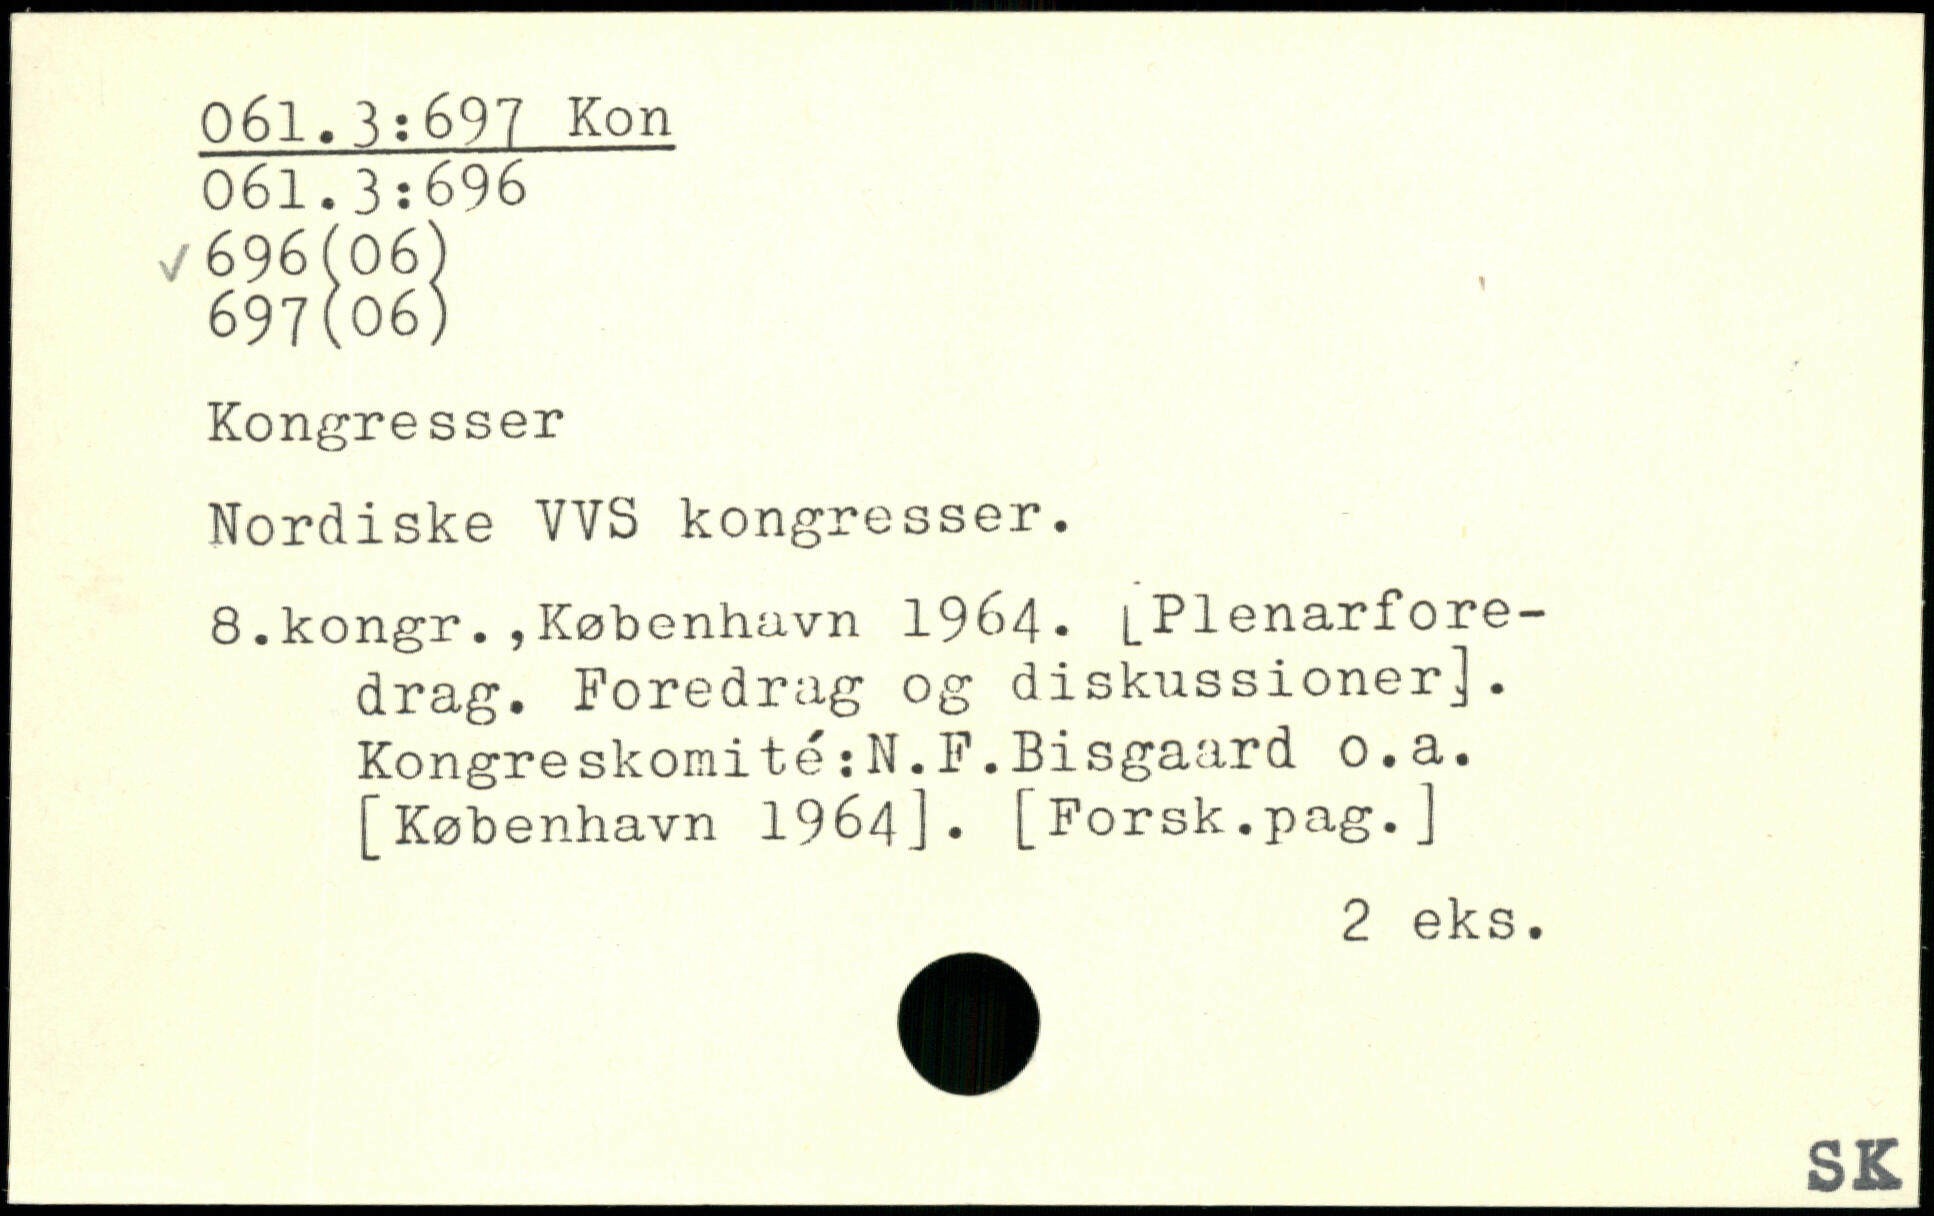 061.3:697 Kon
061.3:696
✓ 696(06)
697(06)
Kongresser
Nordiske VVS kongresser.
8.kongr.,København 1964. [Plenarfore-
drag. Foredrag og diskussioner].
Kongreskomité:N.F.Bisgaard o.a.
[København 1964]. [Forsk.pag.]
2 eks.
SK